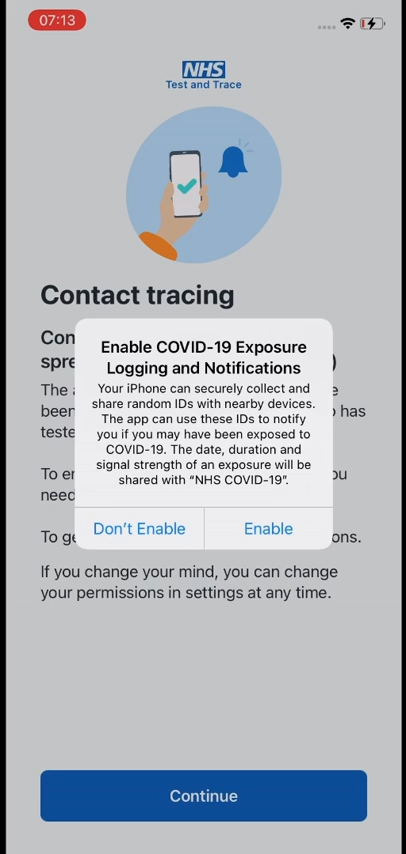 07:13
NHS
Test and Trace
Contact tracing
Con
spre )
The a e
been o has
teste
To en ou
need
To ge ons.
Enable COVID-19 Exposure
Logging and Notifications
Your iPhone can securely collect and
share random IDs with nearby devices.
The app can use these IDs to notify
you if you may have been exposed to
COVID-19. The date, duration and
signal strength of an exposure will be
shared with “NHS COVID-19”.
Don’t Enable Enable
If you change your mind, you can change
your permissions in settings at any time.
Continue